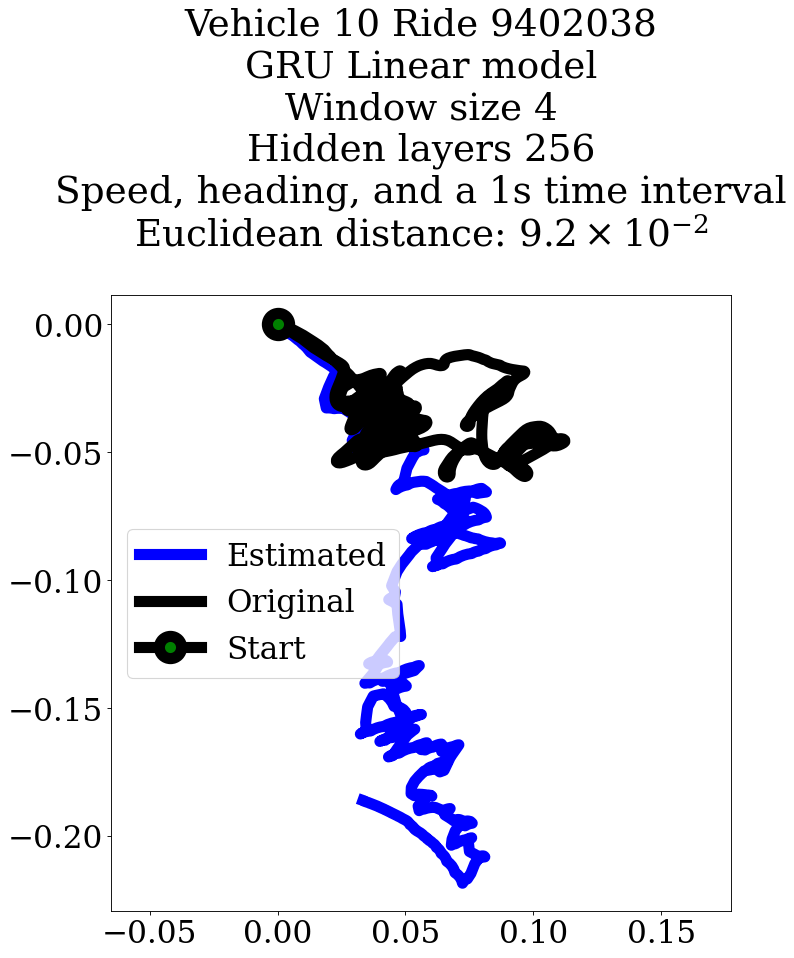 Vehicle 10 Ride 9402038
GRU Linear model
Window size 4
Hidden layers 256
Speed, heading, and a 1s time interval
Euclidean distance: 9.2 × 10⁻²
0.00
−0.05
−0.10
−0.15
−0.20
Estimated
Original
Start
−0.05 0.00 0.05 0.10 0.15